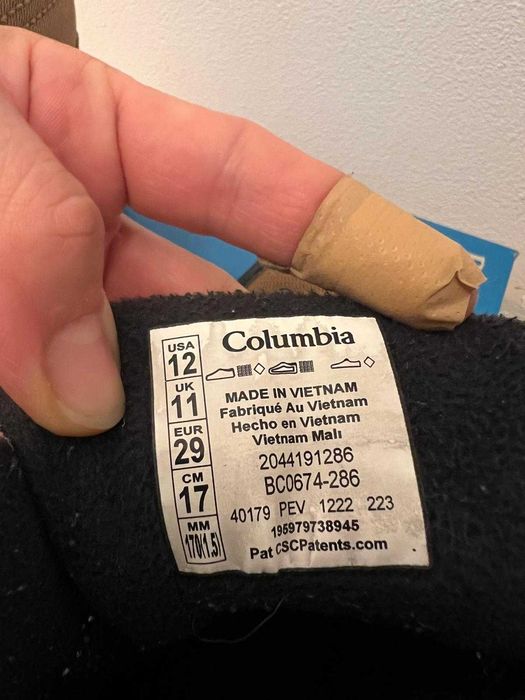 Columbia
USA
12
UK
11
EUR
29
CM
17
MM
170(1.5)
MADE IN VIETNAM
Fabriqué Au Vietnam
Hecho en Vietnam
Vietnam Malı
2044191286
BC0674-286
40179 PEV 1222 223
195979738945
Pat CSCPatents.com